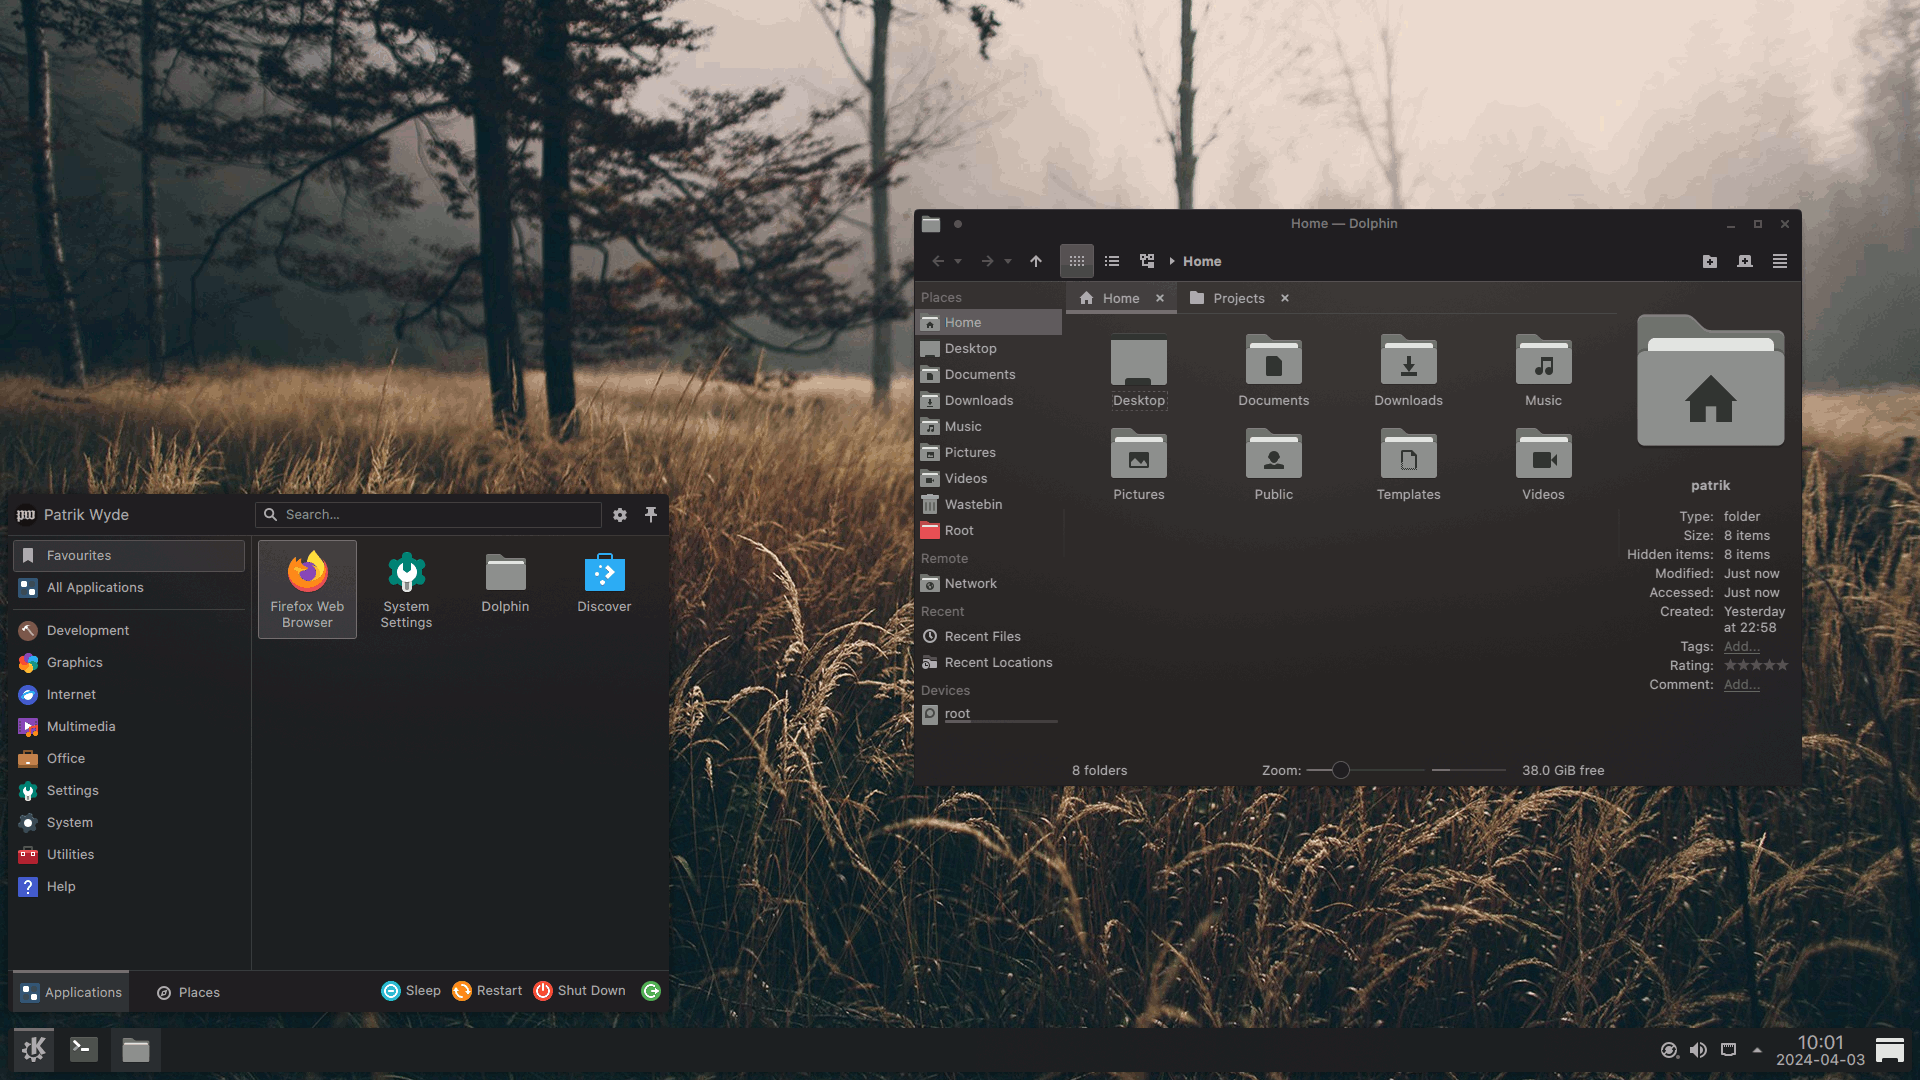 Home — Dolphin
Home
Places
Home
Desktop
Documents
Downloads
Music
Pictures
Videos
Wastebin
Root
Remote
Network
Recent
Recent Files
Recent Locations
Devices
root
Home
Projects
Desktop
Documents
Downloads
Music
Pictures
Public
Templates
Videos
patrik
Type: folder
Size: 8 items
Hidden items: 8 items
Modified: Just now
Accessed: Just now
Created: Yesterday
at 22:58
Tags: Add...
Rating: ★★★★★
Comment: Add...
8 folders
Zoom:
38.0 GiB free
pw
Patrik Wyde
Search...
Favourites
All Applications
Development
Graphics
Internet
Multimedia
Office
Settings
System
Utilities
? Help
Firefox Web
Browser
System
Settings
Dolphin
Discover
Applications
Places
Sleep
Restart
Shut Down
10:01
2024-04-03